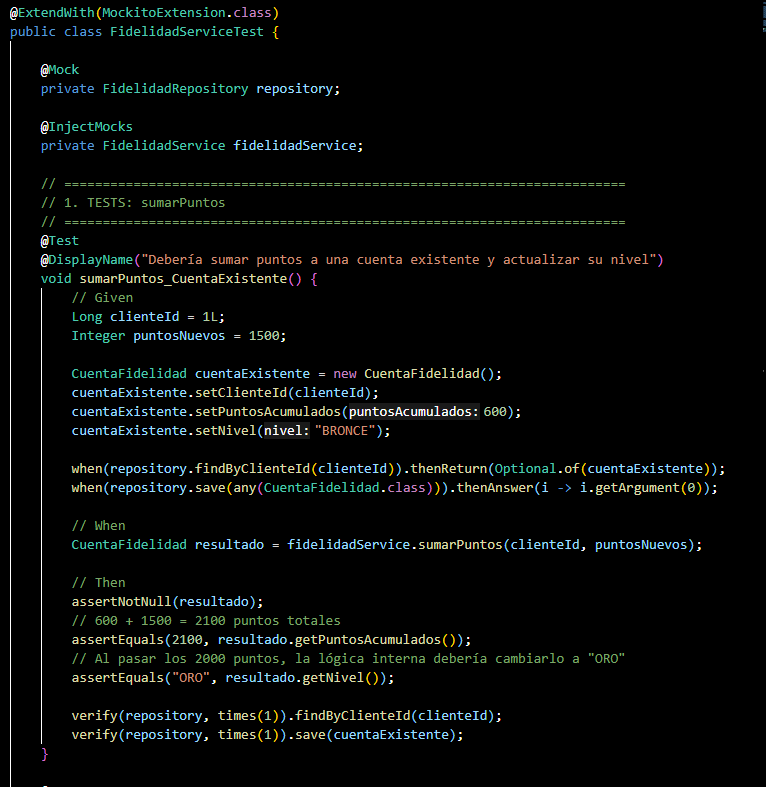 @ExtendWith(MockitoExtension.class)
public class FidelidadServiceTest {
@Mock
private FidelidadRepository repository;
@InjectMocks
private FidelidadService fidelidadService;
// =========================================================================
// 1. TESTS: sumarPuntos
// =========================================================================
@Test
@DisplayName("Debería sumar puntos a una cuenta existente y actualizar su nivel")
void sumarPuntos_CuentaExistente() {
// Given
Long clienteId = 1L;
Integer puntosNuevos = 1500;
CuentaFidelidad cuentaExistente = new CuentaFidelidad();
cuentaExistente.setClienteId(clienteId);
cuentaExistente.setPuntosAcumulados(puntosAcumulados: 600);
cuentaExistente.setNivel(nivel: "BRONCE");
when(repository.findByClienteId(clienteId)).thenReturn(Optional.of(cuentaExistente));
when(repository.save(any(CuentaFidelidad.class))).thenAnswer(i -> i.getArgument(0));
// When
CuentaFidelidad resultado = fidelidadService.sumarPuntos(clienteId, puntosNuevos);
// Then
assertNotNull(resultado);
// 600 + 1500 = 2100 puntos totales
assertEquals(2100, resultado.getPuntosAcumulados());
// Al pasar los 2000 puntos, la lógica interna debería cambiarlo a "ORO"
assertEquals("ORO", resultado.getNivel());
verify(repository, times(1)).findByClienteId(clienteId);
verify(repository, times(1)).save(cuentaExistente);
}